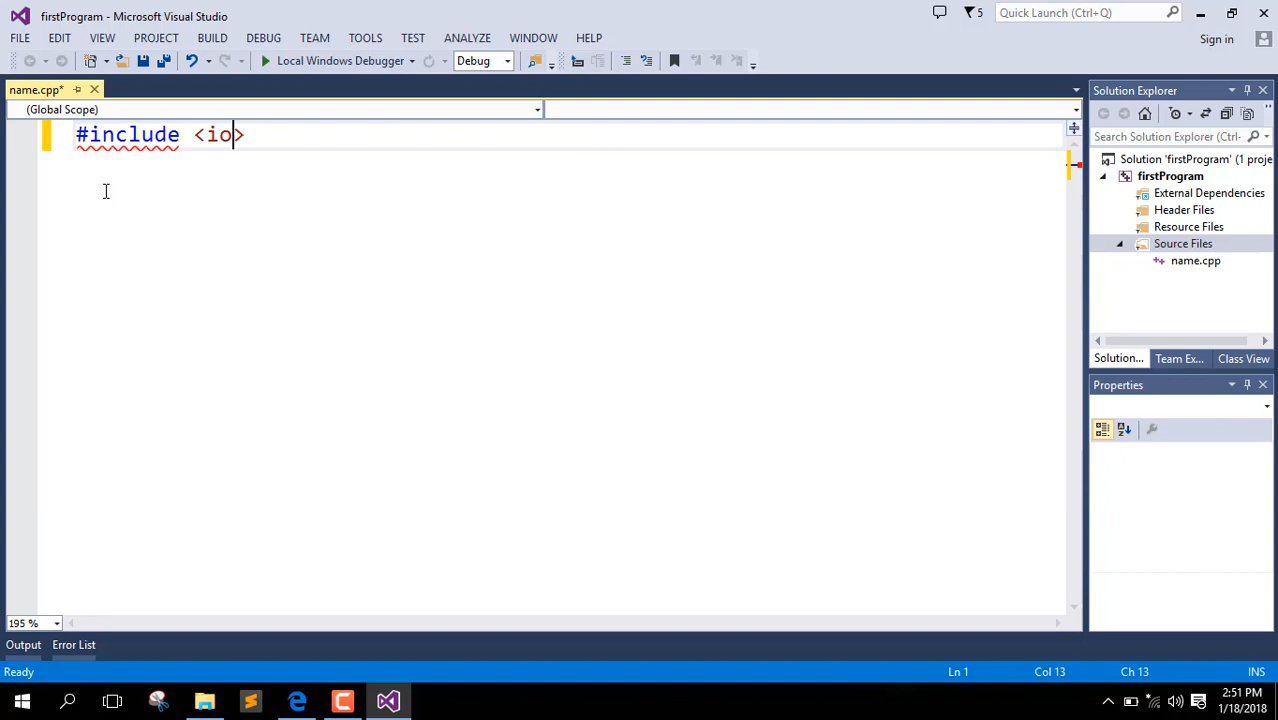 firstProgram - Microsoft Visual Studio
5
Quick Launch (Ctrl+Q)
FILE EDIT VIEW PROJECT BUILD DEBUG TEAM TOOLS TEST ANALYZE WINDOW HELP
Sign in
Local Windows Debugger
Debug
name.cpp*
(Global Scope)
#include <io>
195 %
Output
Error List
Solution Explorer
Search Solution Explorer (Ctrl+
Solution 'firstProgram' (1 proje
firstProgram
External Dependencies
Header Files
Resource Files
Source Files
name.cpp
Solution... Team Ex... Class View
Properties
Ready
Ln 1
Col 13
Ch 13
INS
2:51 PM
1/18/2018